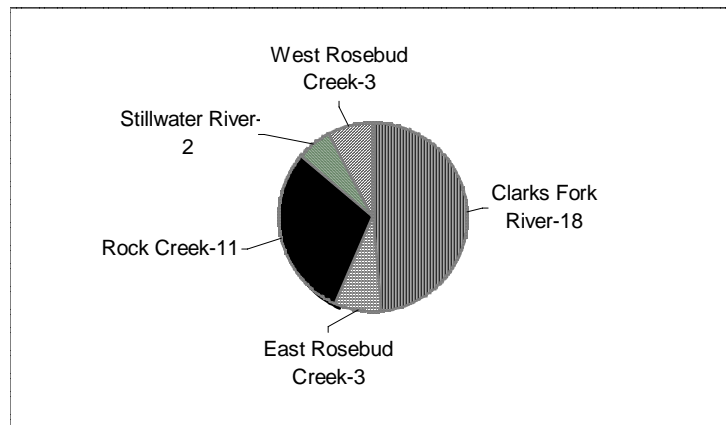 West Rosebud
Creek-3
Stillwater River-
2
Clarks Fork
River-18
Rock Creek-11
East Rosebud
Creek-3